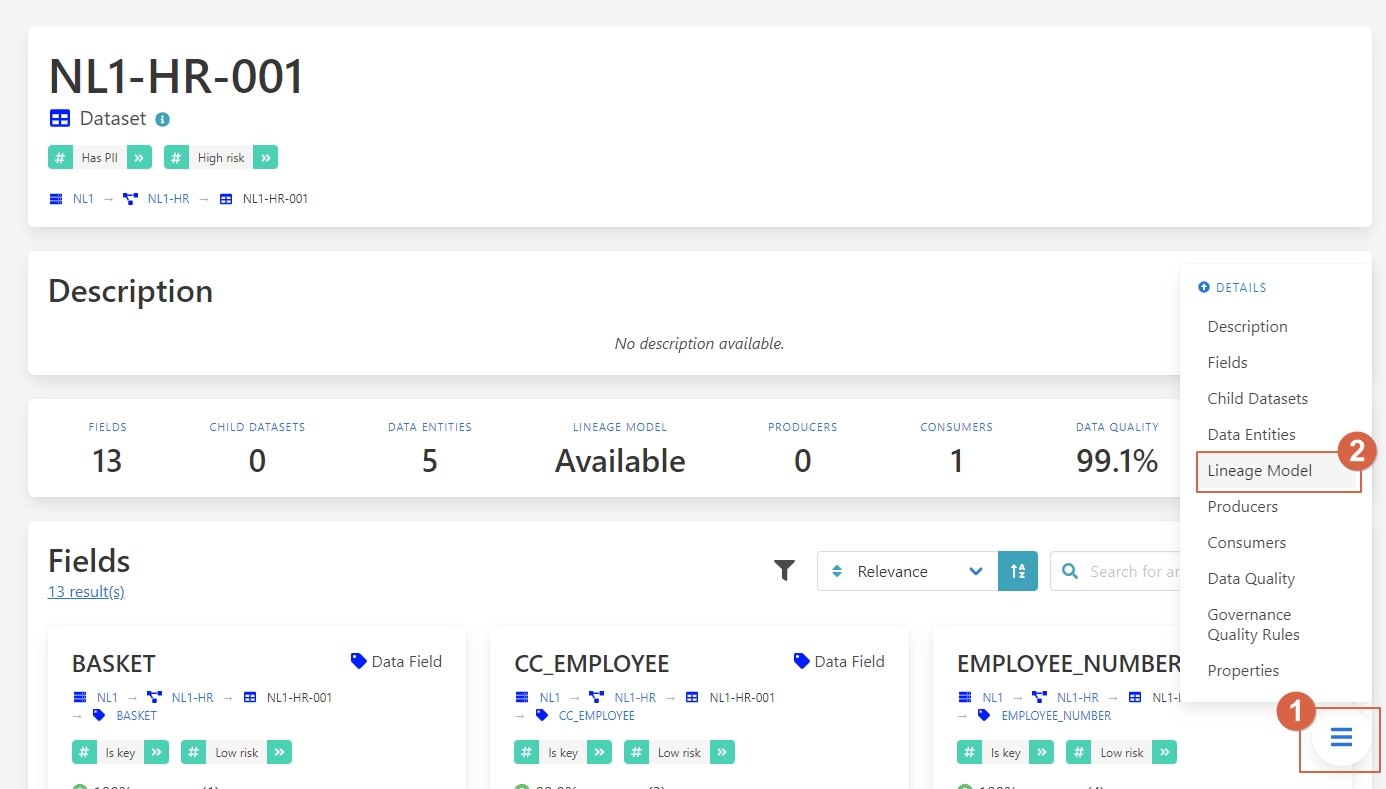 NL1-HR-001
Dataset
# Has PII »
# High risk »
NL1 → NL1-HR → NL1-HR-001
Description
No description available.
FIELDS
13
CHILD DATASETS
0
DATA ENTITIES
5
LINEAGE MODEL
Available
PRODUCERS
0
CONSUMERS
1
DATA QUALITY
99.1%
Fields
13 result(s)
Relevance
Search for
BASKET
Data Field
NL1 → NL1-HR → NL1-HR-001
→ BASKET
# Is key »
# Low risk »
CC_EMPLOYEE
Data Field
NL1 → NL1-HR → NL1-HR-001
→ CC_EMPLOYEE
# Is key »
# Low risk »
EMPLOYEE_NUMBER
NL1 → NL1-HR → NL1-
→ EMPLOYEE_NUMBER
# Is key »
# Low risk »
DETAILS
Description
Fields
Child Datasets
Data Entities
Lineage Model
2
Producers
Consumers
Data Quality
Governance
Quality Rules
Properties
1